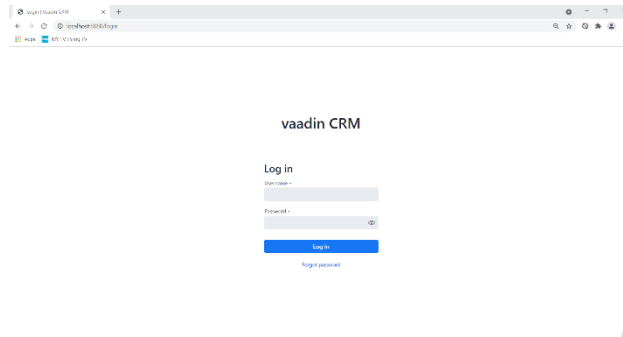 Login | Vaadin CRM
localhost:8080/login
Apps
vaadin CRM
Log in
Username •
Password •
Log in
Forgot password